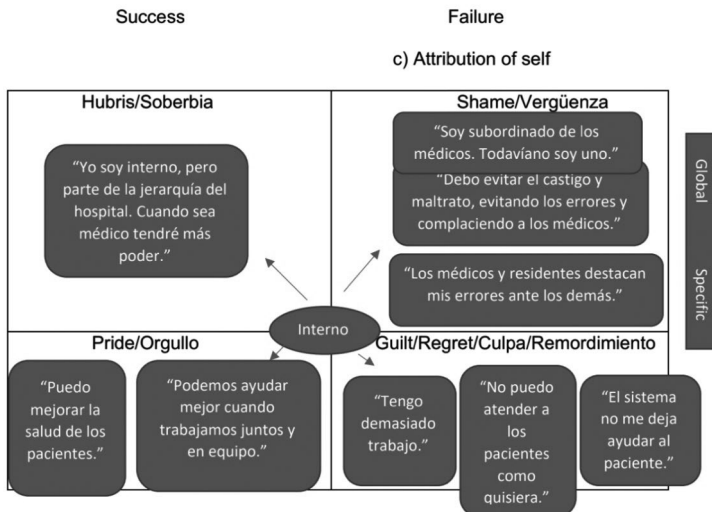 Success
Failure
c) Attribution of self
Hubris/Soberbia
Shame/Vergüenza
“Yo soy interno, pero
parte de la jerarquía del
hospital. Cuando sea
médico tendré más
poder.”
“Soy subordinado de los
médicos. Todavíano soy uno.”
“Debo evitar el castigo y
maltrato, evitando los errores y
complaciendo a los médicos.”
“Los médicos y residentes destacan
mis errores ante los demás.”
Global
Specific
Interno
Pride/Orgullo
Guilt/Regret/Culpa/Remordimiento
“Puedo
mejorar la
salud de los
pacientes.”
“Podemos ayudar
mejor cuando
trabajamos juntos y
en equipo.”
“Tengo
demasiado
trabajo.”
“No puedo
atender a
los
pacientes
como
quisiera.”
“El sistema
no me deja
ayudar al
paciente.”